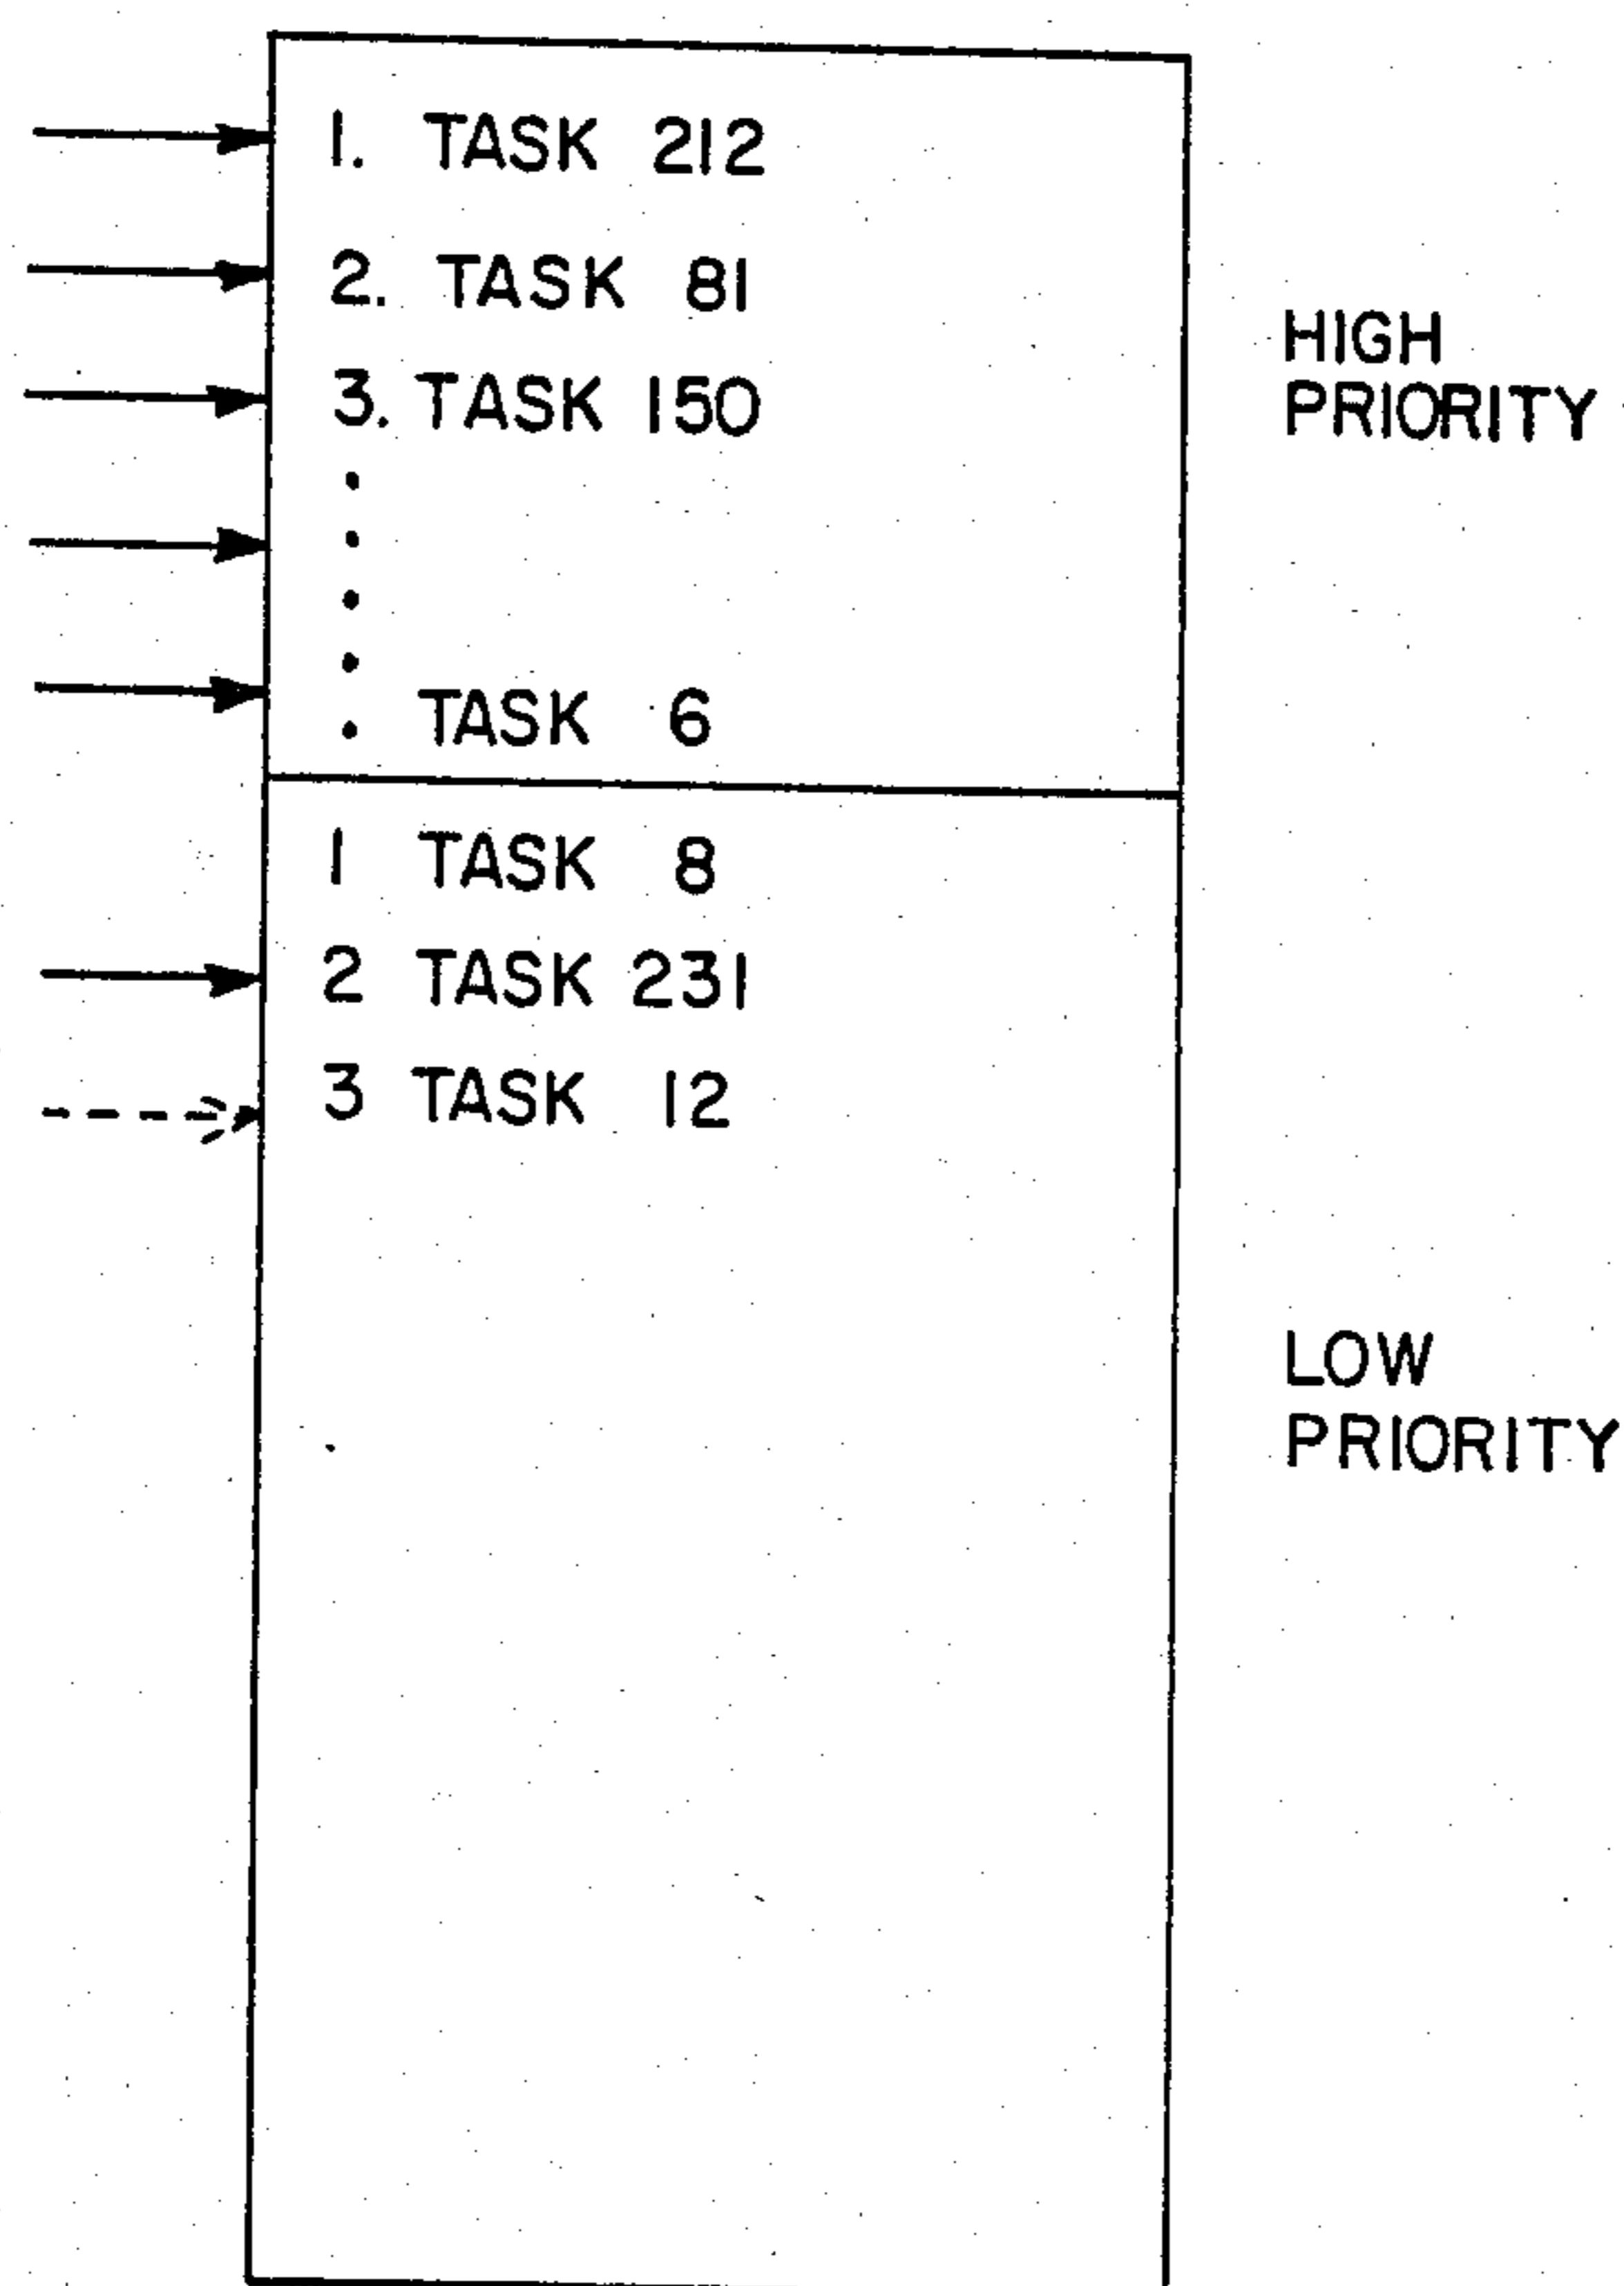 1. TASK 212
2. TASK 81
3. TASK 150
.
.
.
.
. TASK 6
HIGH
PRIORITY
1 TASK 8
2 TASK 231
3 TASK 12
LOW
PRIORITY